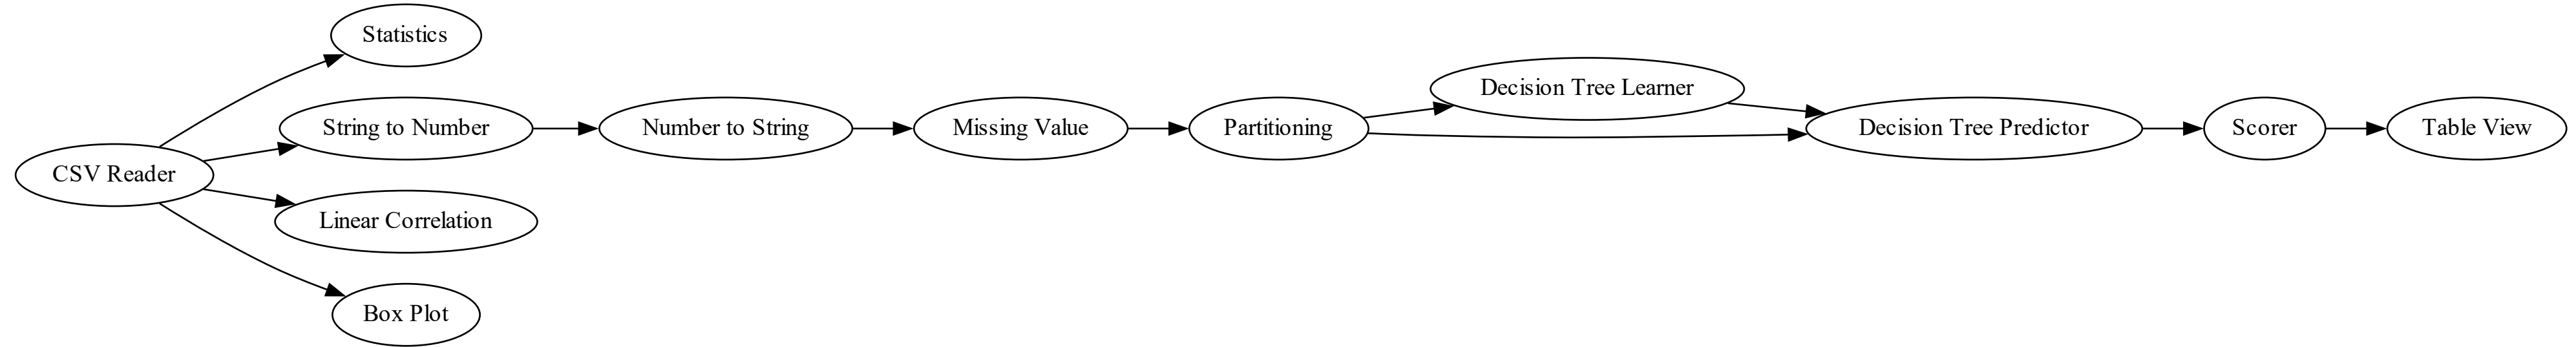 CSV Reader
Statistics
String to Number
Linear Correlation
Box Plot
Number to String
Missing Value
Partitioning
Decision Tree Learner
Decision Tree Predictor
Scorer
Table View